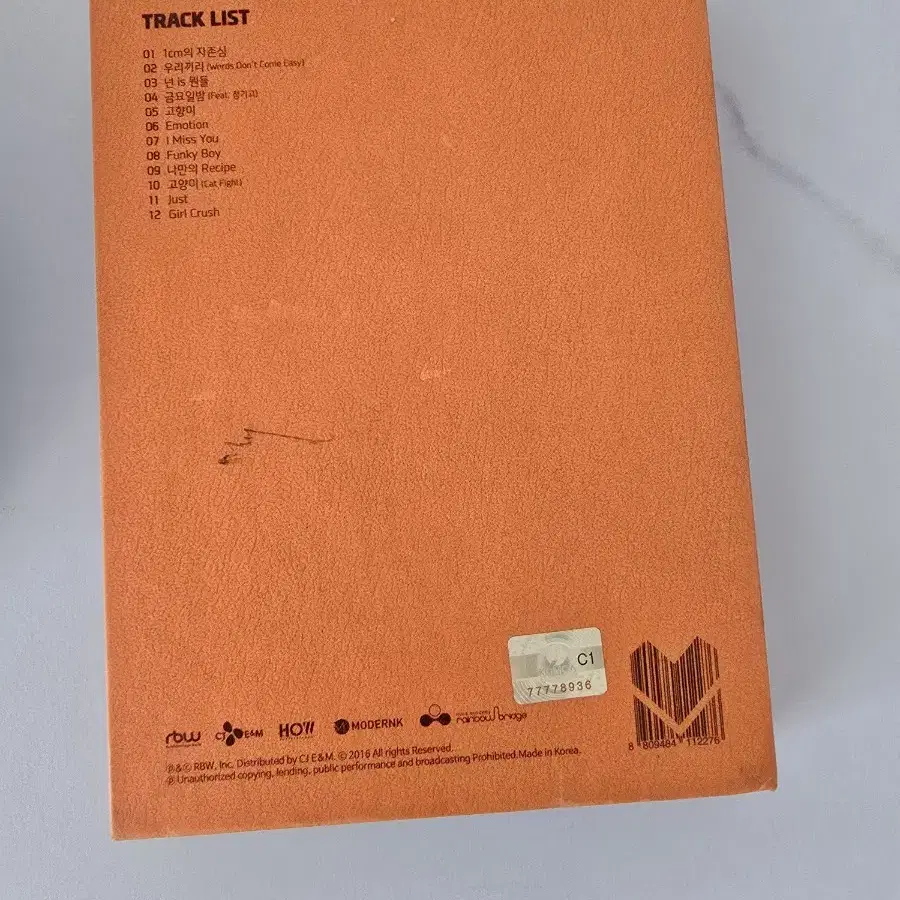 TRACK LIST
01 1cm의 자존심
02 우리끼리 (Words Don't Come Easy)
03 넌 is 뭔들
04 금요일밤 (Feat. 정기고)
05 고향이
06 Emotion
07 I Miss You
08 Funky Boy
09 나만의 Recipe
10 고양이 (Cat Fight)
11 Just
12 Girl Crush
C1
77778936
rbw CJ E&M HOW MODERNK rainbow bridge
8 809484 112276
℗&© RBW, Inc. Distributed by CJ E&M. © 2016 All rights Reserved.
℗ Unauthorized copying, lending, public performance and broadcasting Prohibited.Made in Korea.